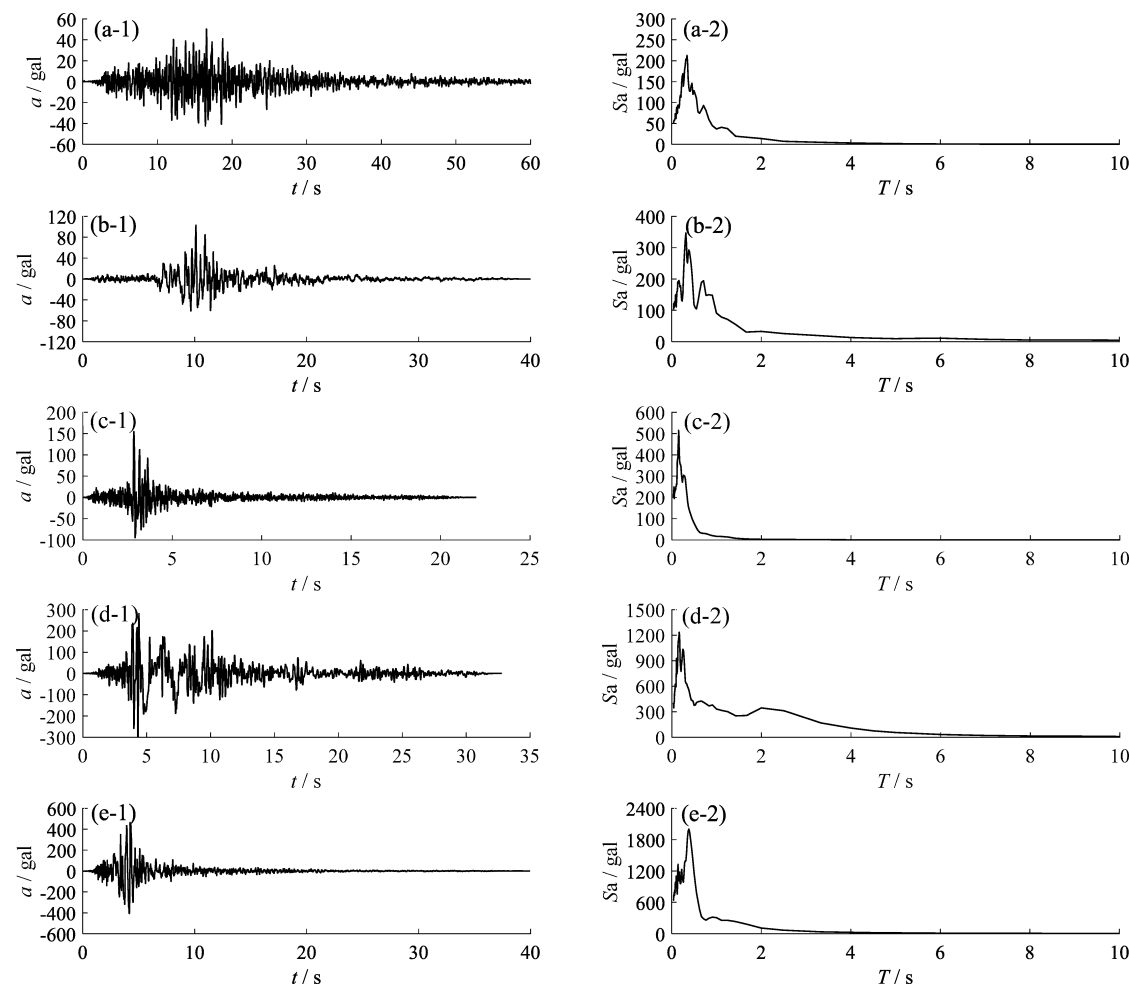 (a-1)
60
40
20
0
-20
-40
-60
a / gal
0 10 20 30 40 50 60
t / s
(a-2)
300
250
200
150
100
50
0
Sa / gal
0 2 4 6 8 10
T / s
(b-1)
120
80
40
0
-40
-80
-120
a / gal
0 10 20 30 40
t / s
(b-2)
400
300
200
100
0
Sa / gal
0 2 4 6 8 10
T / s
(c-1)
200
150
100
50
0
-50
-100
a / gal
0 5 10 15 20 25
t / s
(c-2)
600
500
400
300
200
100
0
Sa / gal
0 2 4 6 8 10
T / s
(d-1)
300
200
100
0
-100
-200
-300
a / gal
0 5 10 15 20 25 30 35
t / s
(d-2)
1500
1200
900
600
300
0
Sa / gal
0 2 4 6 8 10
T / s
(e-1)
600
400
200
0
-200
-400
-600
a / gal
0 10 20 30 40
t / s
(e-2)
2400
1800
1200
600
0
Sa / gal
0 2 4 6 8 10
T / s